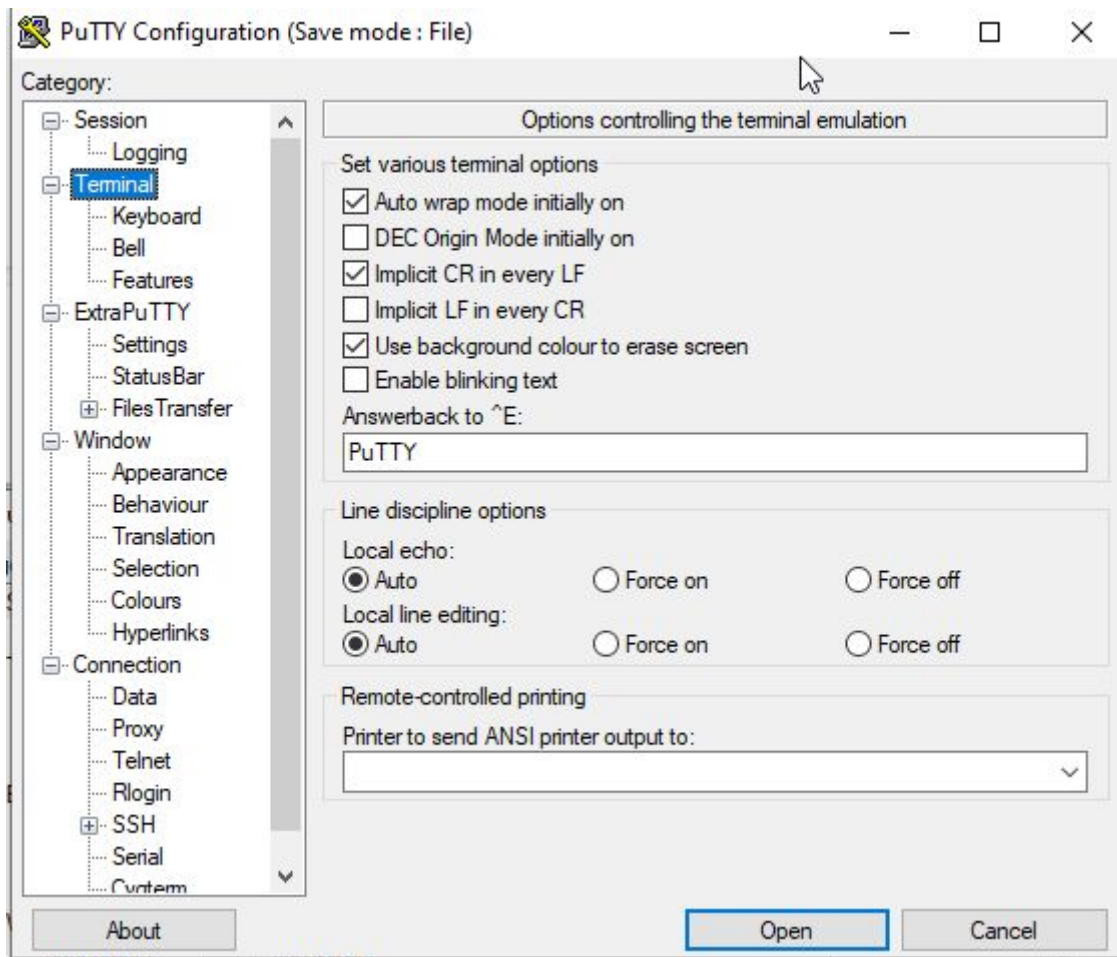 PuTTY Configuration (Save mode : File)
Category:
Session
Logging
Terminal
Keyboard
Bell
Features
ExtraPuTTY
Settings
StatusBar
FilesTransfer
Window
Appearance
Behaviour
Translation
Selection
Colours
Hyperlinks
Connection
Data
Proxy
Telnet
Rlogin
SSH
Serial
Cygterm
Options controlling the terminal emulation
Set various terminal options
Auto wrap mode initially on
DEC Origin Mode initially on
Implicit CR in every LF
Implicit LF in every CR
Use background colour to erase screen
Enable blinking text
Answerback to ^E:
PuTTY
Line discipline options
Local echo:
Auto Force on Force off
Local line editing:
Auto Force on Force off
Remote-controlled printing
Printer to send ANSI printer output to:
About Open Cancel